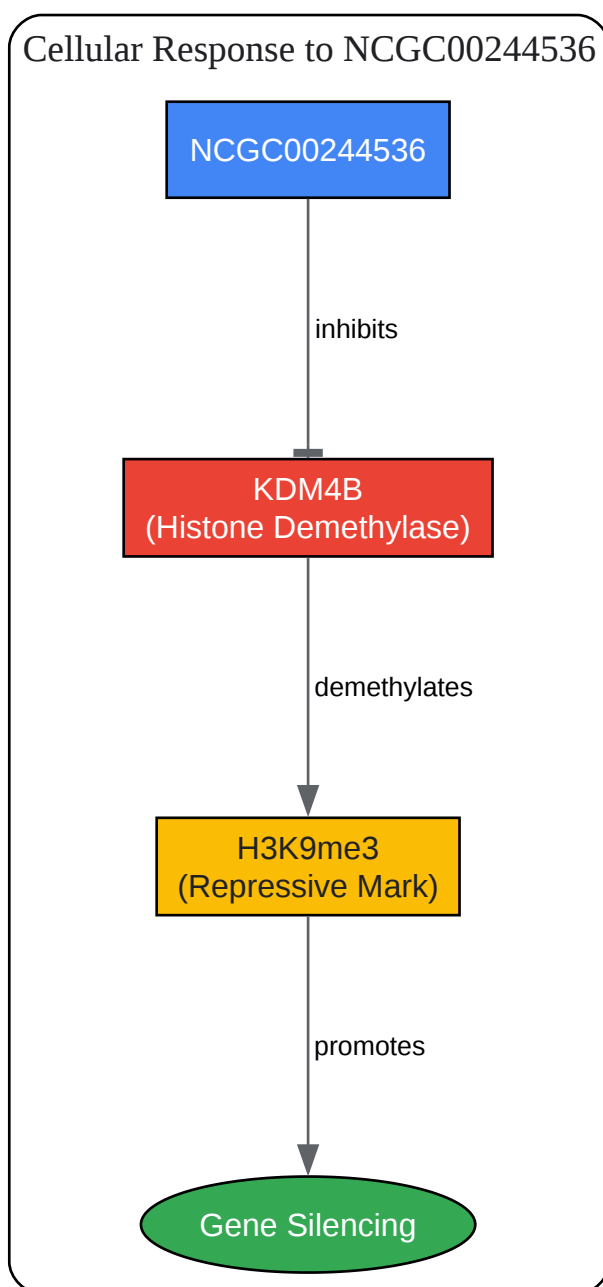 Cellular Response to NCGC00244536
NCGC00244536
inhibits
KDM4B
(Histone Demethylase)
demethylates
H3K9me3
(Repressive Mark)
promotes
Gene Silencing